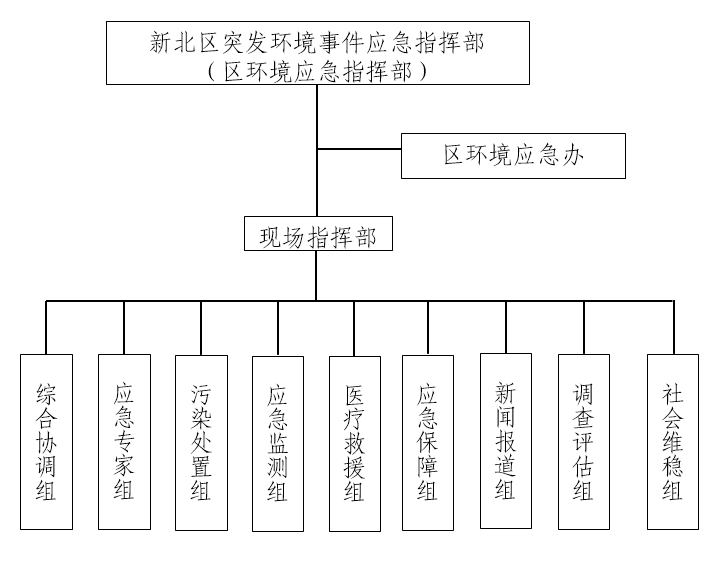 新北区突发环境事件应急指挥部
（区环境应急指挥部）
区环境应急办
现场指挥部
综合协调组
应急专家组
污染处置组
应急监测组
医疗救援组
应急保障组
新闻报道组
调查评估组
社会维稳组